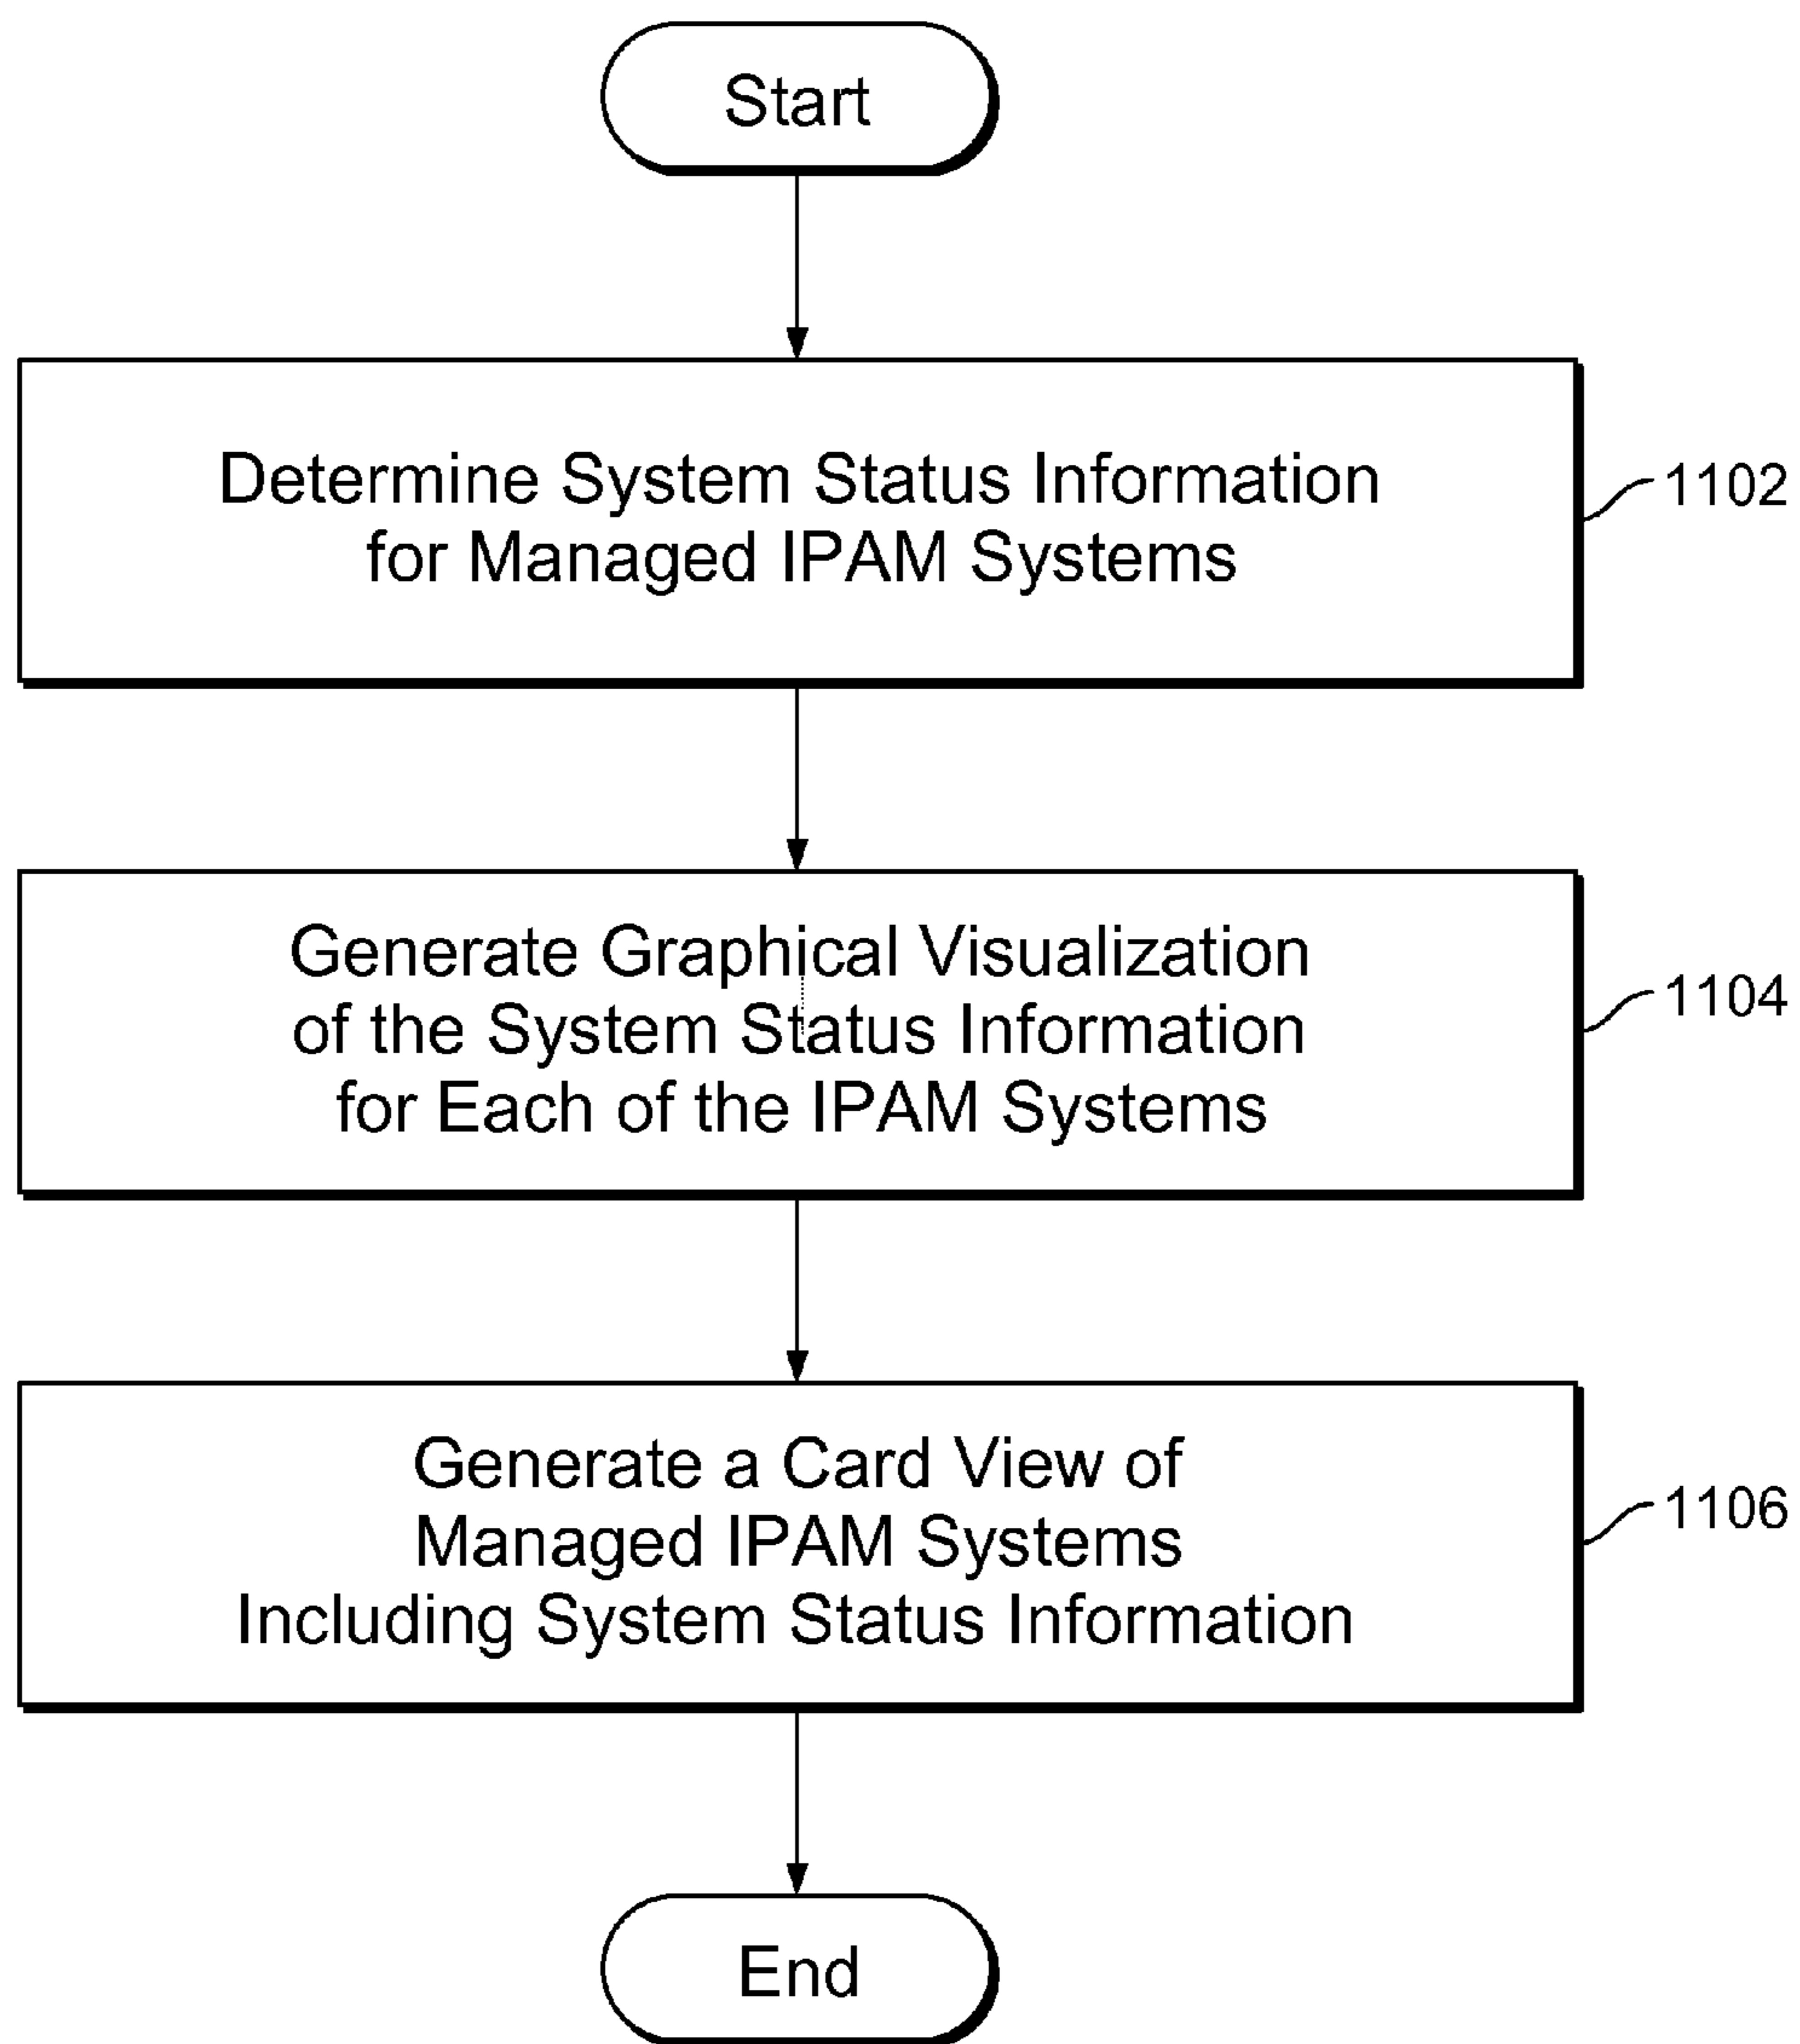 Start
Determine System Status Information
for Managed IPAM Systems
1102
Generate Graphical Visualization
of the System Status Information
for Each of the IPAM Systems
1104
Generate a Card View of
Managed IPAM Systems
Including System Status Information
1106
End